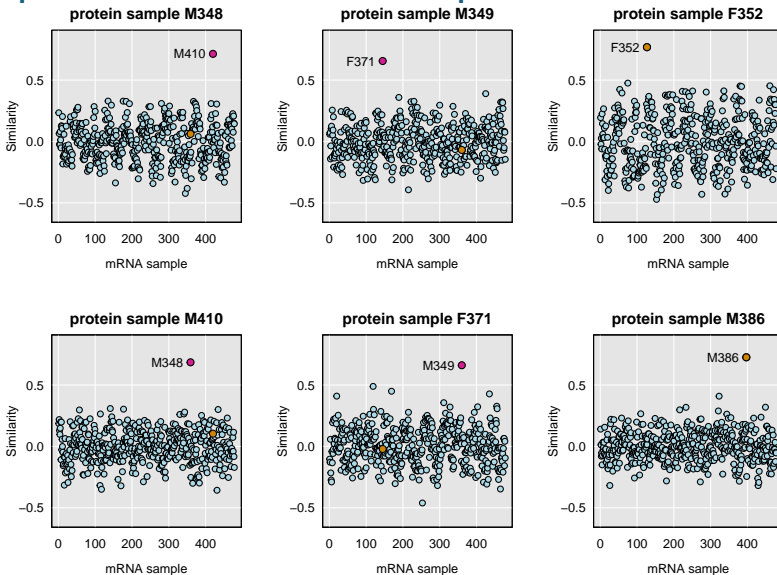 protein sample M348
M410
0.5
0.0
−0.5
Similarity
0 100 200 300 400
mRNA sample
protein sample M349
F371
0.5
0.0
−0.5
Similarity
0 100 200 300 400
mRNA sample
protein sample F352
F352
0.5
0.0
−0.5
Similarity
0 100 200 300 400
mRNA sample
protein sample M410
M348
0.5
0.0
−0.5
Similarity
0 100 200 300 400
mRNA sample
protein sample F371
M349
0.5
0.0
−0.5
Similarity
0 100 200 300 400
mRNA sample
protein sample M386
M386
0.5
0.0
−0.5
Similarity
0 100 200 300 400
mRNA sample